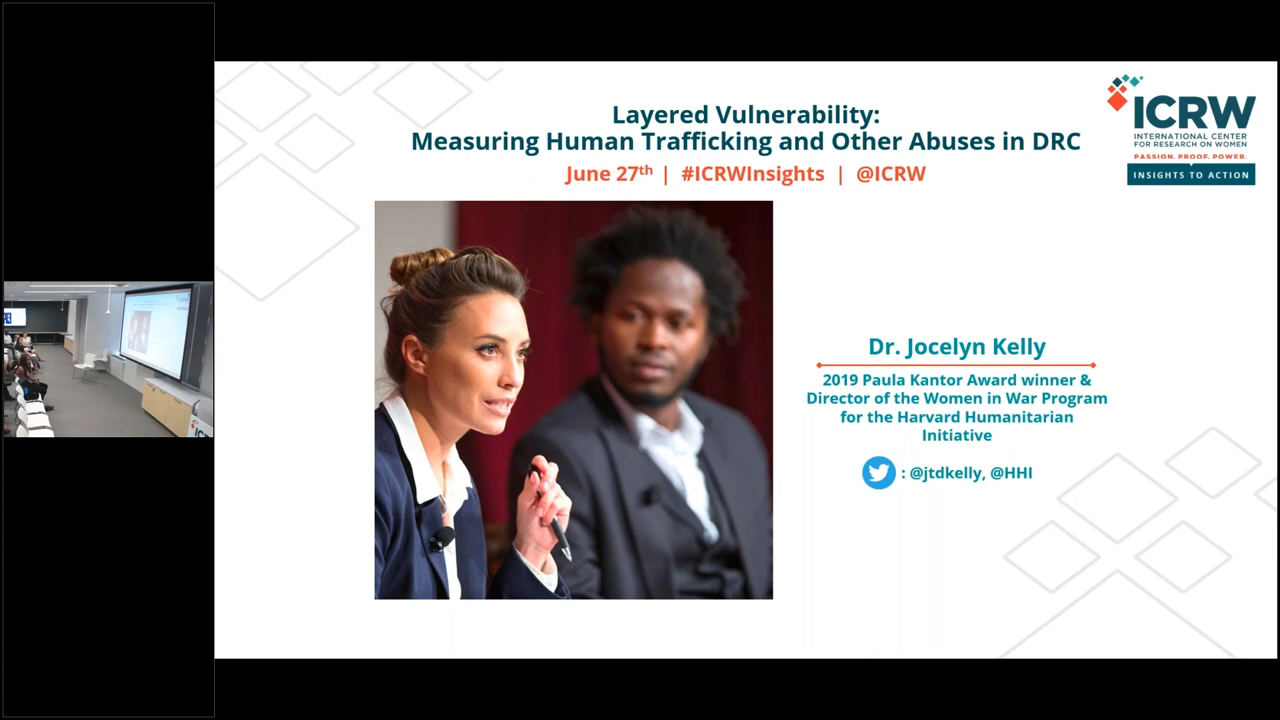 Layered Vulnerability:
Measuring Human Trafficking and Other Abuses in DRC
June 27th | #ICRWInsights | @ICRW
ICRW
INTERNATIONAL CENTER
FOR RESEARCH ON WOMEN
PASSION. PROOF. POWER.
INSIGHTS TO ACTION
Dr. Jocelyn Kelly
2019 Paula Kantor Award winner &
Director of the Women in War Program
for the Harvard Humanitarian
Initiative
: @jtdkelly, @HHI